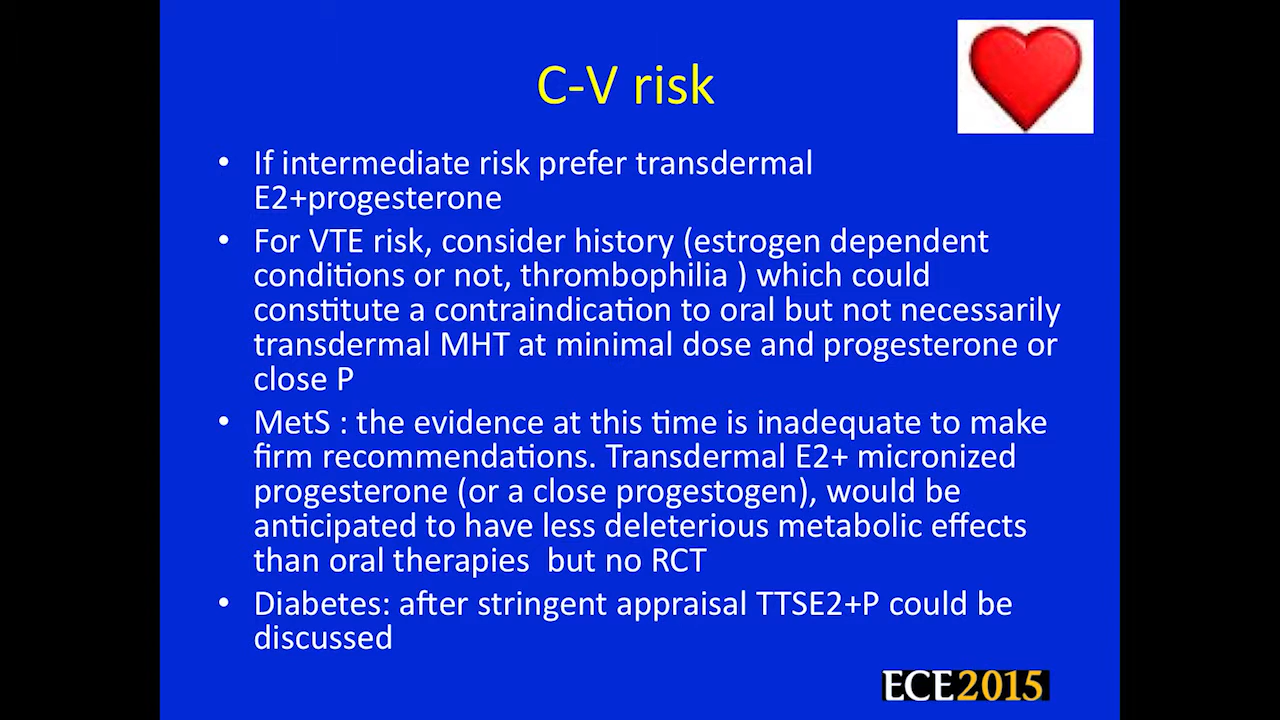 C-V risk
• If intermediate risk prefer transdermal
E2+progesterone
• For VTE risk, consider history (estrogen dependent
conditions or not, thrombophilia ) which could
constitute a contraindication to oral but not necessarily
transdermal MHT at minimal dose and progesterone or
close P
• MetS : the evidence at this time is inadequate to make
firm recommendations. Transdermal E2+ micronized
progesterone (or a close progestogen), would be
anticipated to have less deleterious metabolic effects
than oral therapies  but no RCT
• Diabetes: after stringent appraisal TTSE2+P could be
discussed
ECE2015